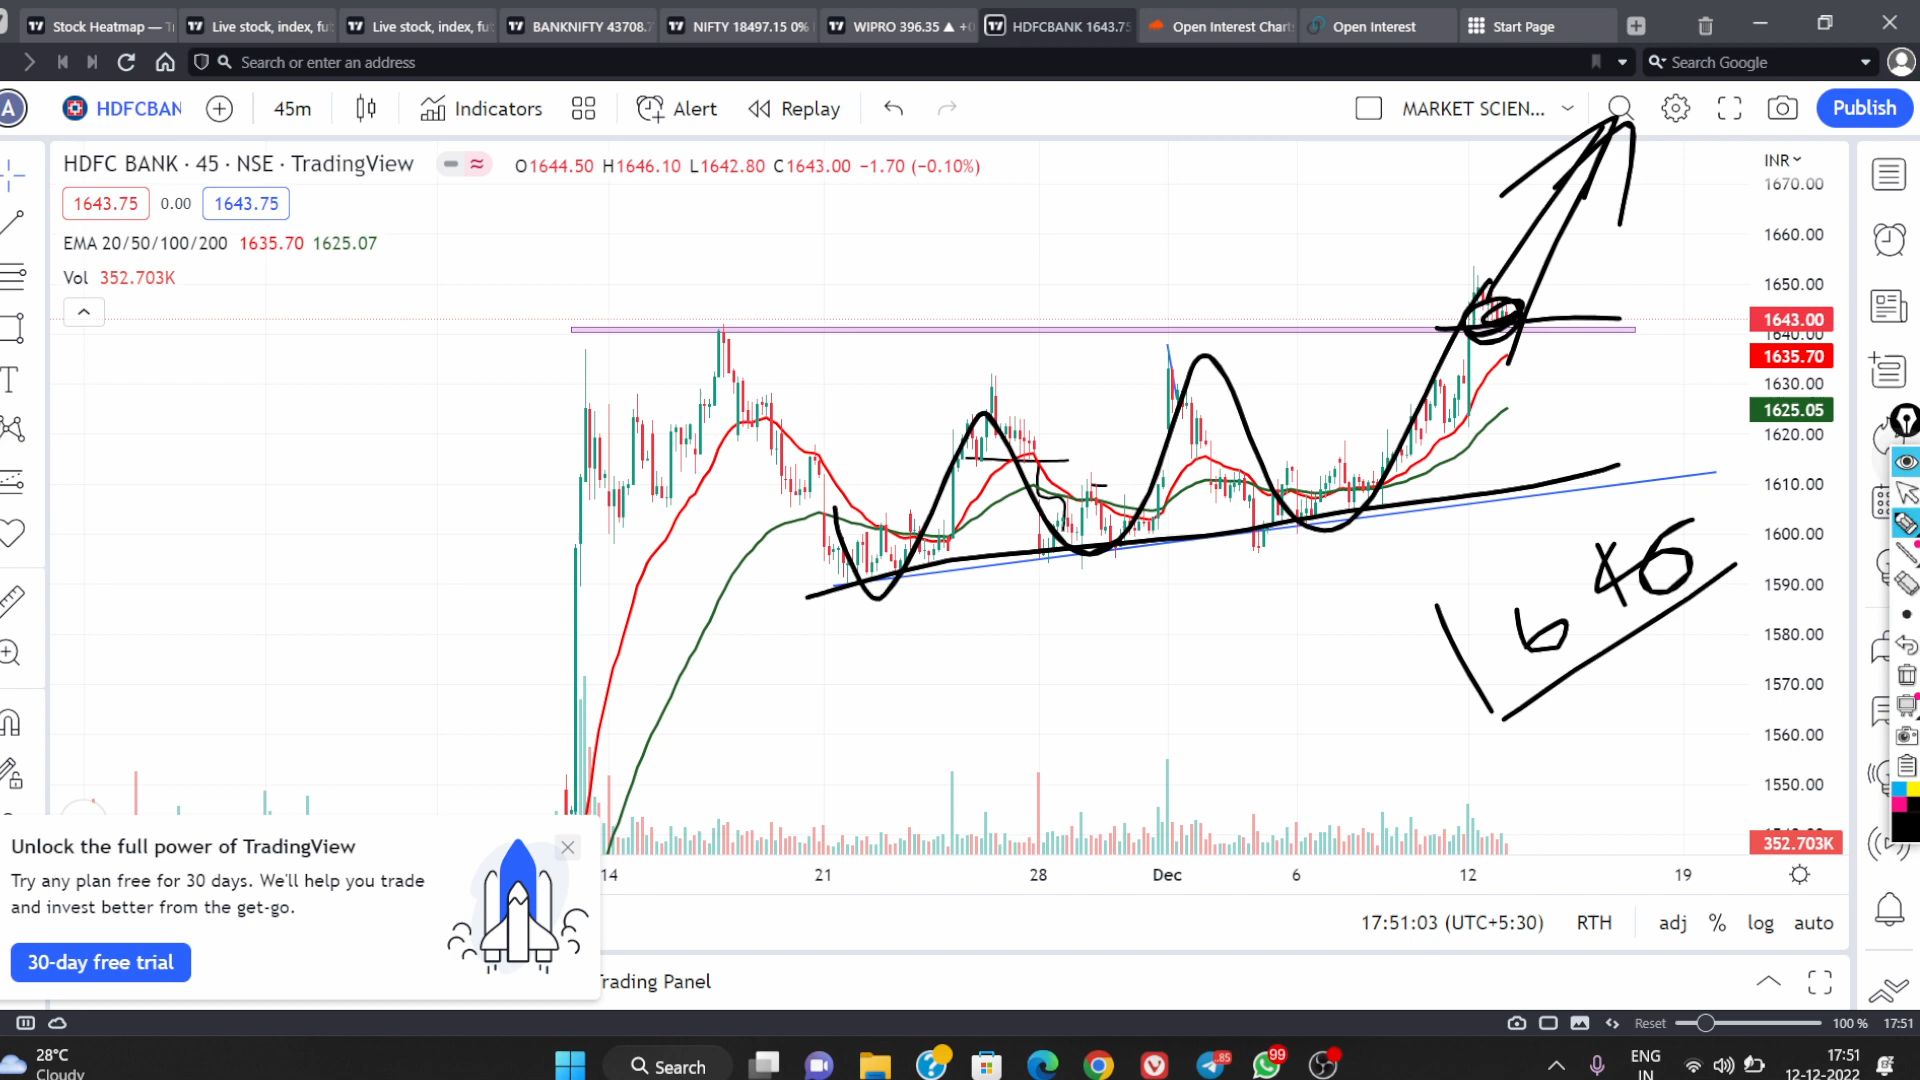 Stock Heatmap — T
Live stock, index, fut
Live stock, index, fut
BANKNIFTY 43708.7
NIFTY 18497.15 0%
WIPRO 396.35 ▲ +0
HDFCBANK 1643.75
Open Interest Chart
Open Interest
Start Page
Search or enter an address
Search Google
A
HDFCBAN
45m
Indicators
Alert
Replay
MARKET SCIEN...
Publish
HDFC BANK · 45 · NSE · TradingView
O1644.50 H1646.10 L1642.80 C1643.00 −1.70 (−0.10%)
INR
1643.75
0.00
1643.75
EMA 20/50/100/200 1635.70 1625.07
Vol 352.703K
1670.00
1660.00
1650.00
1643.00
1640.00
1635.70
1630.00
1625.05
1620.00
1610.00
1600.00
1590.00
1580.00
1570.00
1560.00
1550.00
352.703K
1646
14
21
28
Dec
6
12
19
Unlock the full power of TradingView
Try any plan free for 30 days. We'll help you trade
and invest better from the get-go.
30-day free trial
17:51:03 (UTC+5:30)
RTH
adj
%
log
auto
rading Panel
Reset
100 %
17:51
28°C
Cloudy
Search
.85
99
ENG
IN
17:51
12-12-2022